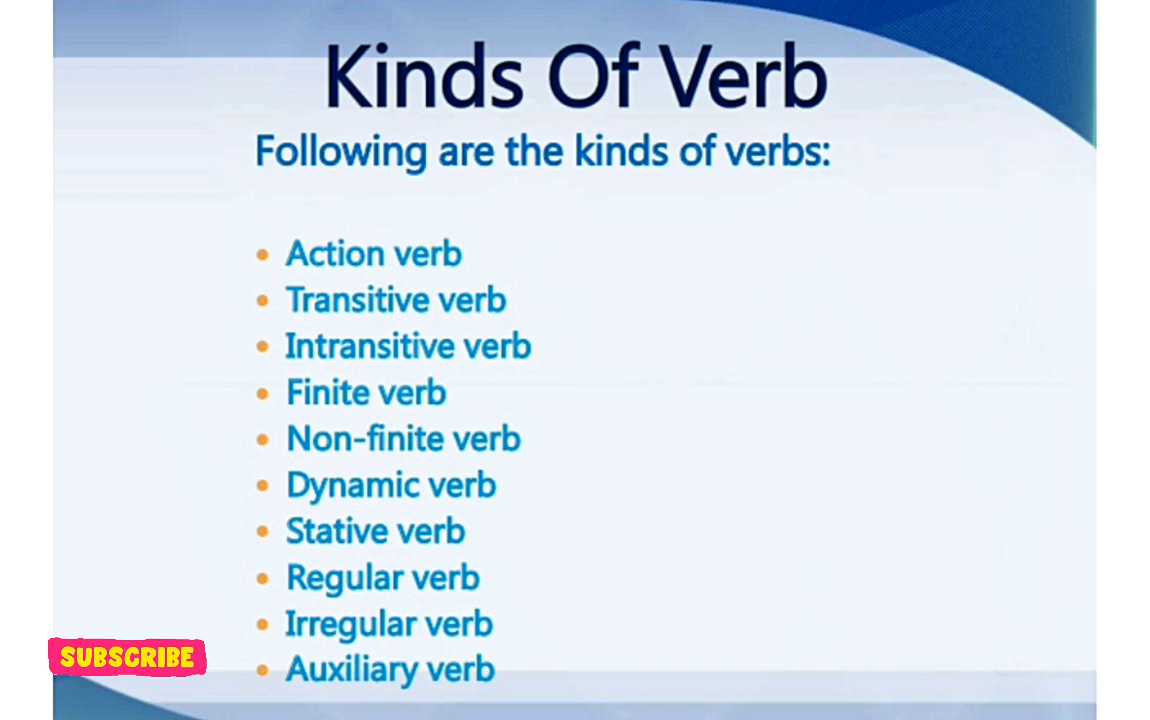 Kinds Of Verb
Following are the kinds of verbs:
• Action verb
• Transitive verb
• Intransitive verb
• Finite verb
• Non-finite verb
• Dynamic verb
• Stative verb
• Regular verb
• Irregular verb
• Auxiliary verb
SUBSCRIBE